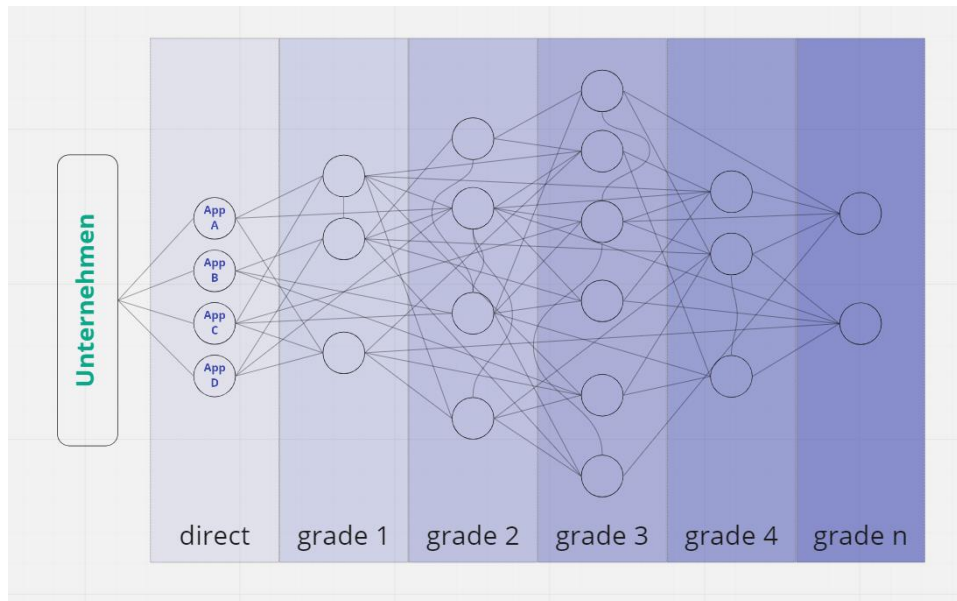 Unternehmen
App
A
App
B
App
C
App
D
direct
grade 1
grade 2
grade 3
grade 4
grade n